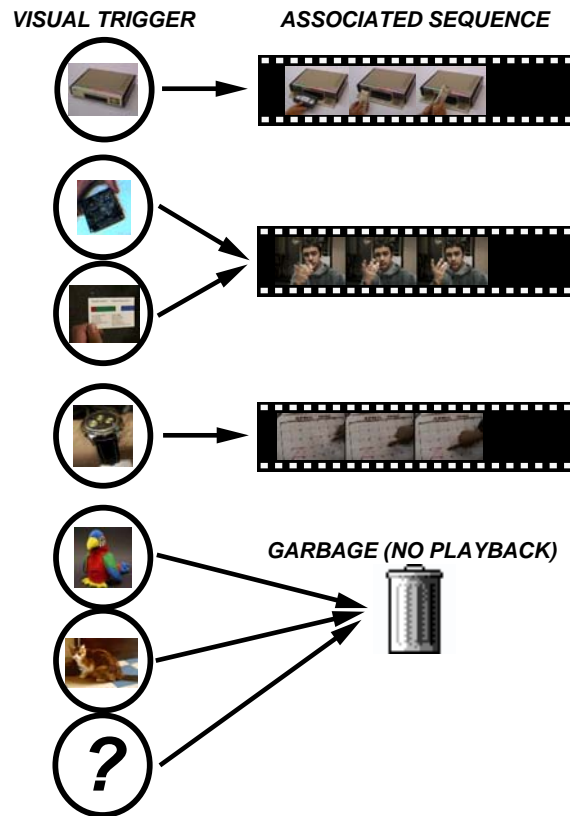 VISUAL TRIGGER
ASSOCIATED SEQUENCE
GARBAGE (NO PLAYBACK)
?